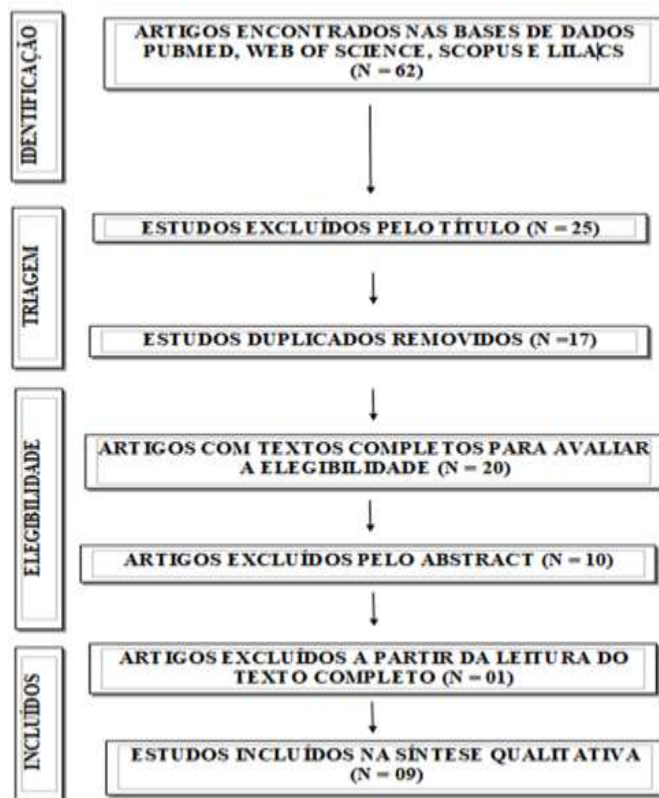 IDENTIFICAÇÃO
ARTIGOS ENCONTRADOS NAS BASES DE DADOS
PUBMED, WEB OF SCIENCE, SCOPUS E LILACS
(N = 62)
TRIAGEM
ESTUDOS EXCLUÍDOS PELO TÍTULO (N = 25)
ESTUDOS DUPLICADOS REMOVIDOS (N =17)
ELEGIBILIDADE
ARTIGOS COM TEXTOS COMPLETOS PARA AVALIAR
A ELEGIBILIDADE (N = 20)
ARTIGOS EXCLUÍDOS PELO ABSTRACT (N = 10)
INCLUÍDOS
ARTIGOS EXCLUÍDOS A PARTIR DA LEITURA DO
TEXTO COMPLETO (N = 01)
ESTUDOS INCLUÍDOS NA SÍNTESE QUALITATIVA
(N = 09)